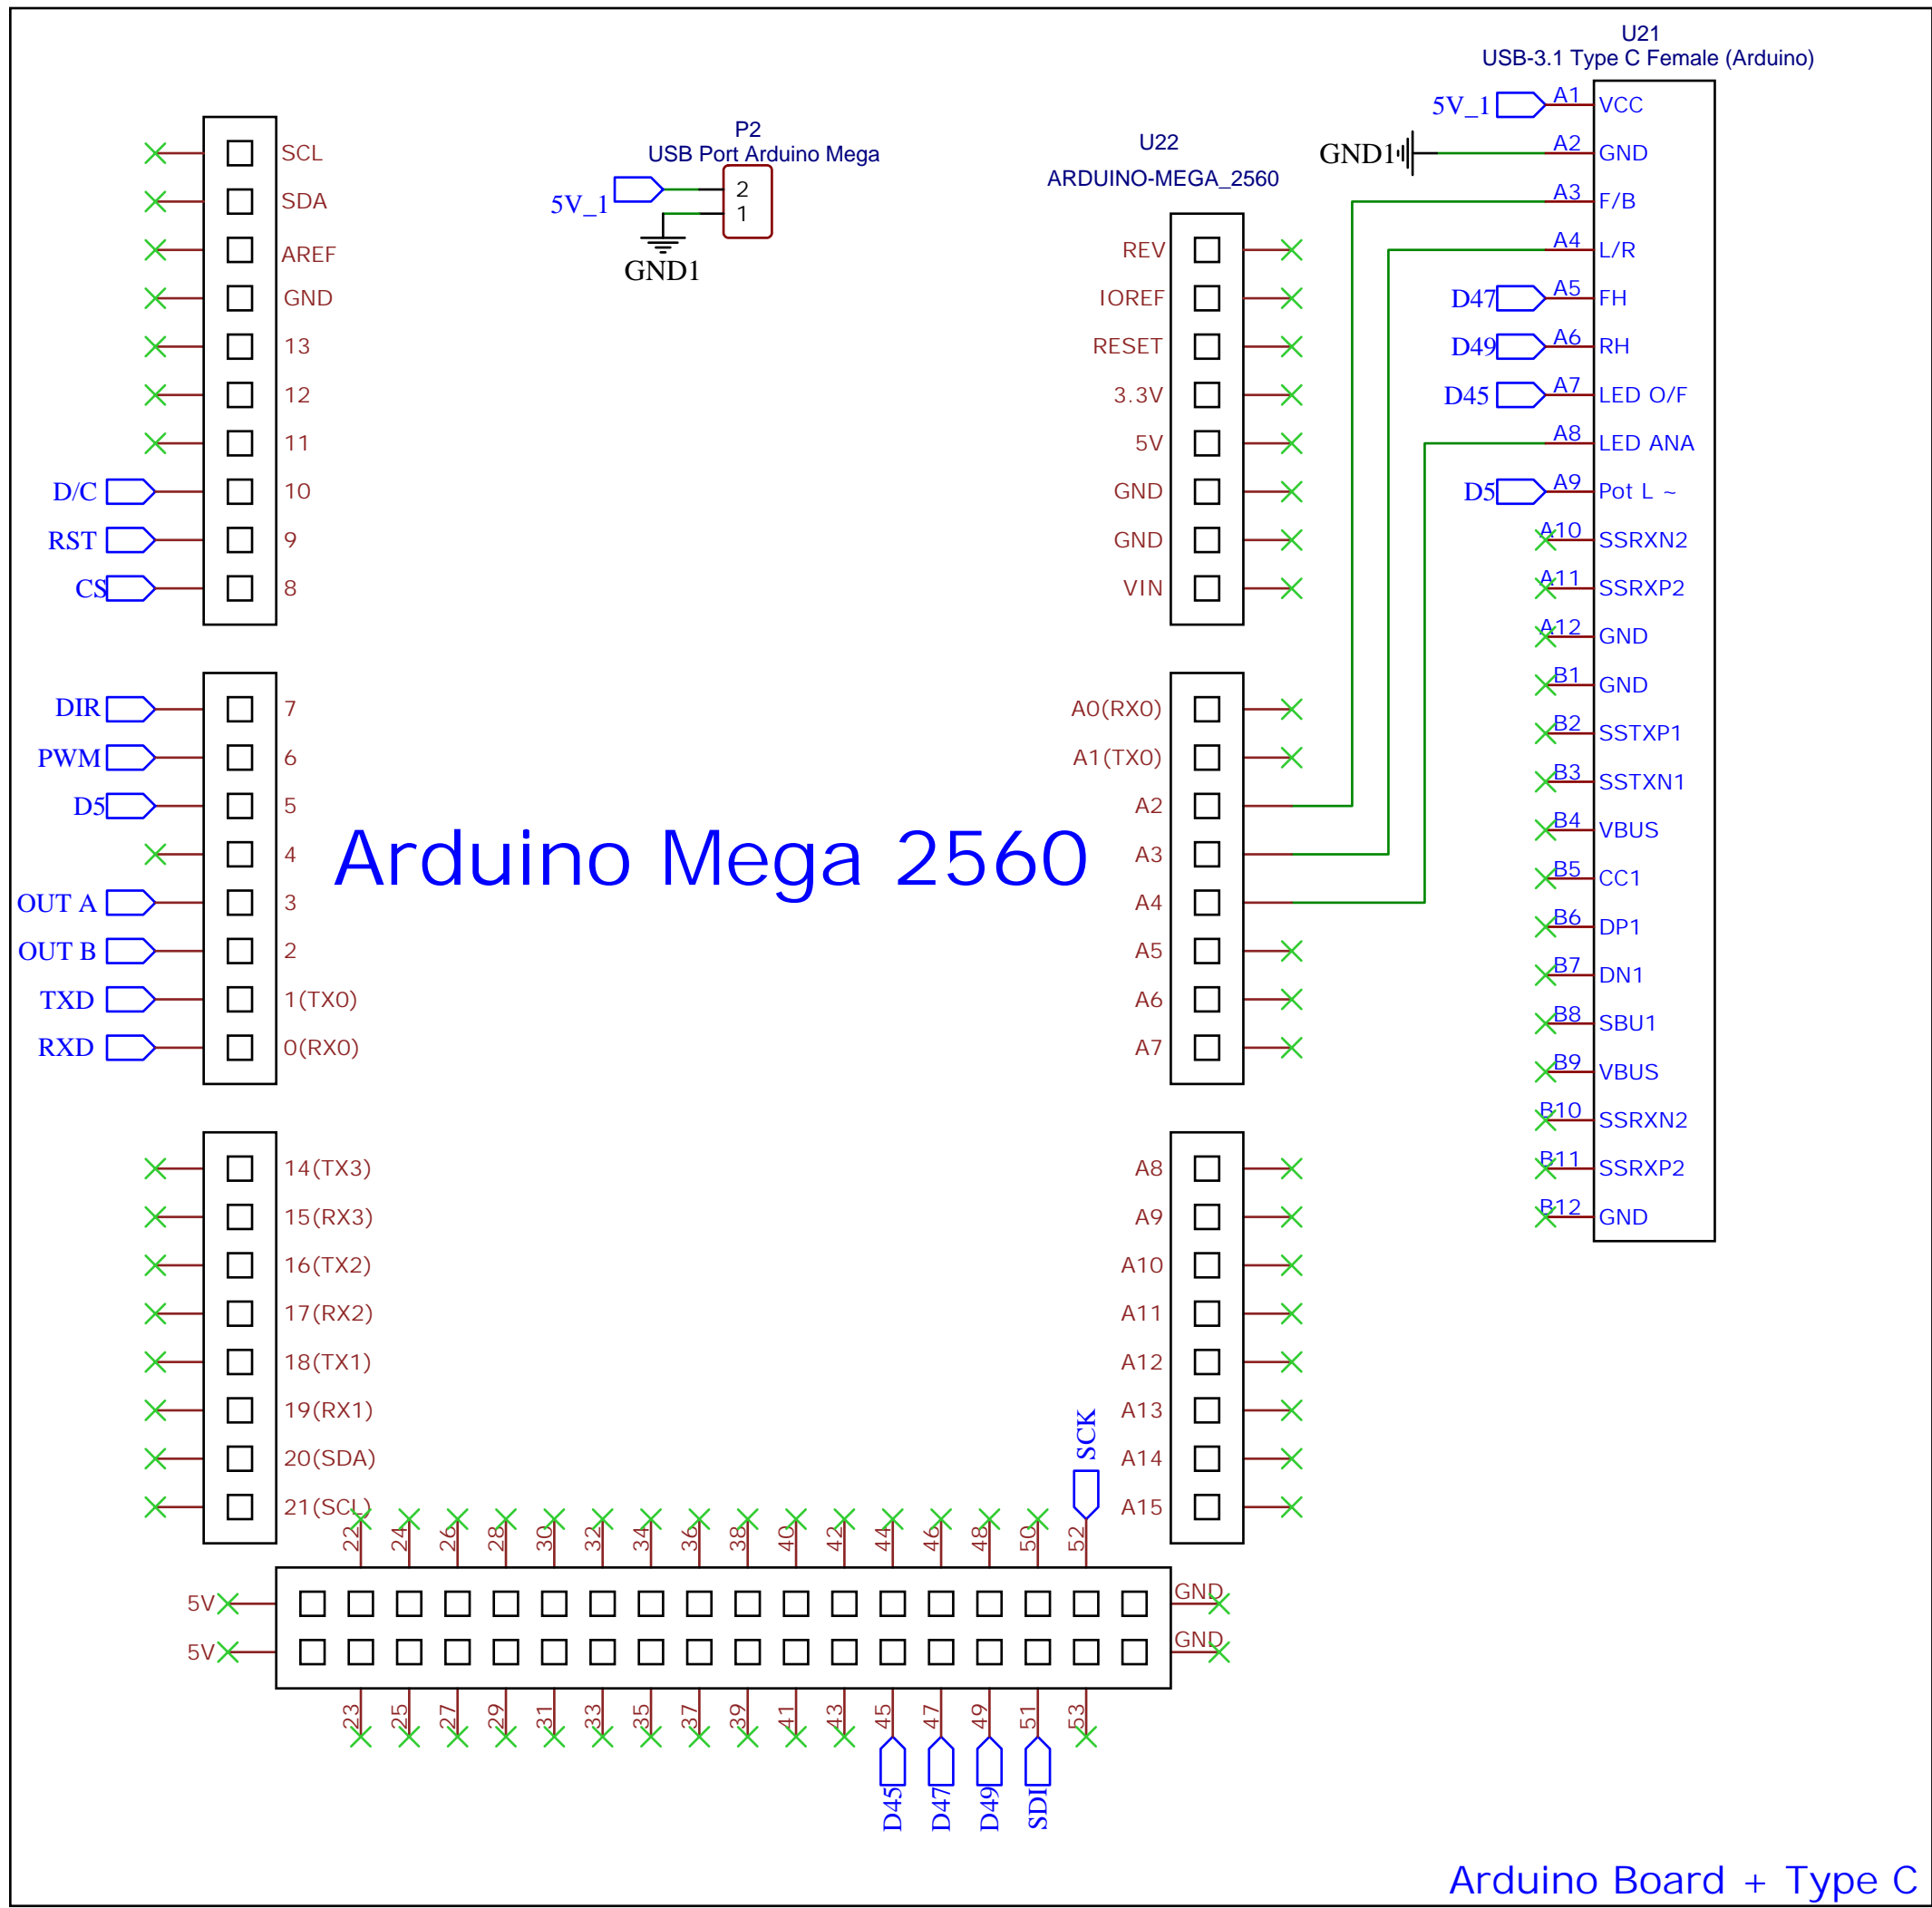 U21
USB-3.1 Type C Female (Arduino)
5V_1 A1 VCC
GND1 A2 GND
A3 F/B
A4 L/R
D47 A5 FH
D49 A6 RH
D45 A7 LED O/F
A8 LED ANA
D5 A9 Pot L ~
A10 SSRXN2
A11 SSRXP2
A12 GND
B1 GND
B2 SSTXP1
B3 SSTXN1
B4 VBUS
B5 CC1
B6 DP1
B7 DN1
B8 SBU1
B9 VBUS
B10 SSRXN2
B11 SSRXP2
B12 GND
P2
USB Port Arduino Mega
5V_1
2
1
GND1
U22
ARDUINO-MEGA_2560
SCL
SDA
AREF
GND
13
12
11
D/C 10
RST 9
CS 8
REV
IOREF
RESET
3.3V
5V
GND
GND
VIN
DIR 7
PWM 6
D5 5
4
OUT A 3
OUT B 2
TXD 1(TX0)
RXD 0(RX0)
Arduino Mega 2560
A0(RX0)
A1(TX0)
A2
A3
A4
A5
A6
A7
14(TX3)
15(RX3)
16(TX2)
17(RX2)
18(TX1)
19(RX1)
20(SDA)
21(SCL)
A8
A9
A10
A11
A12
A13
A14
A15
SCK
22 24 26 28 30 32 34 36 38 40 42 44 46 48 50 52
5V GND
5V GND
23 25 27 29 31 33 35 37 39 41 43 45 47 49 51 53
D45 D47 D49 SDI
Arduino Board + Type C